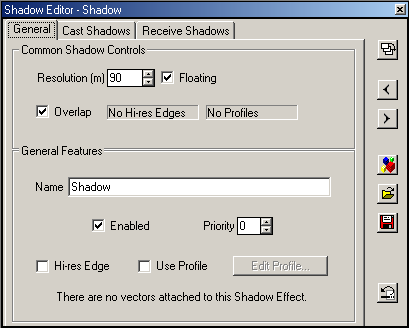 Shadow Editor - Shadow
General Cast Shadows Receive Shadows
Common Shadow Controls
Resolution (m) 90 Floating
Overlap No Hi-res Edges No Profiles
General Features
Name Shadow
Enabled Priority 0
Hi-res Edge Use Profile Edit Profile...
There are no vectors attached to this Shadow Effect.